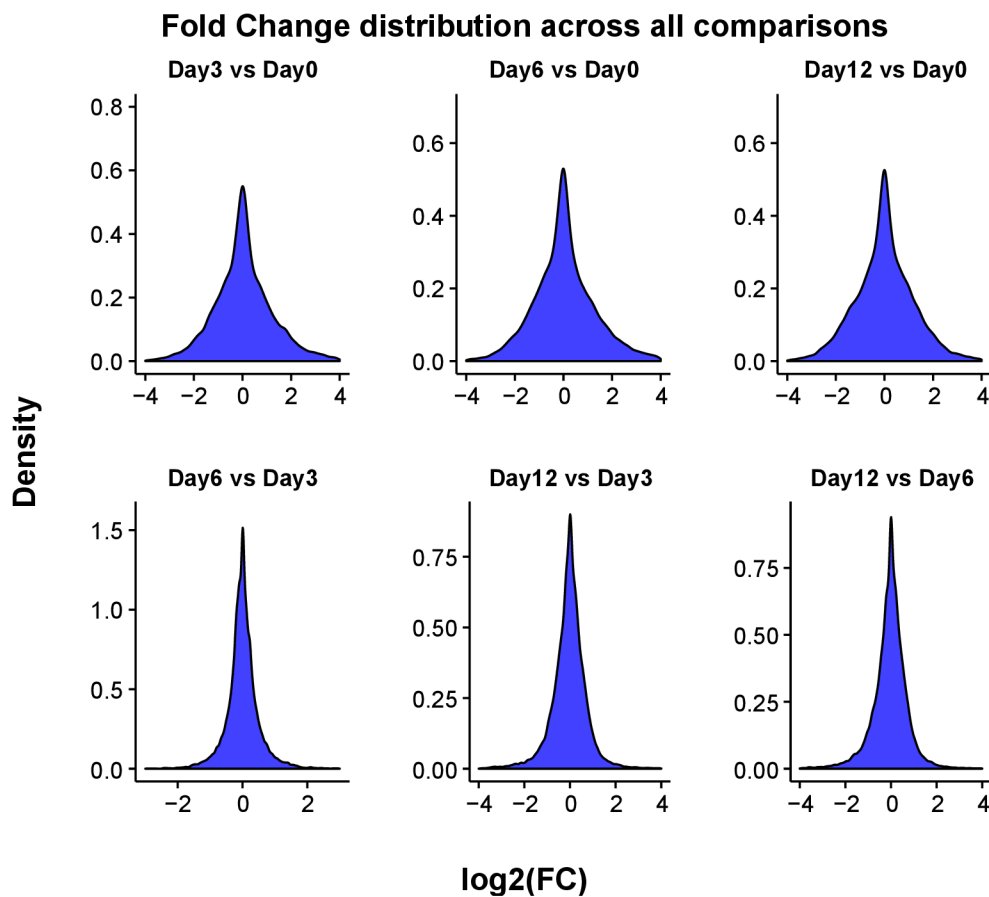 Fold Change distribution across all comparisons
Day3 vs Day0
Day6 vs Day0
Day12 vs Day0
0.8
0.6
0.4
0.2
0.0
−4 −2 0 2 4
0.6
0.4
0.2
0.0
−4 −2 0 2 4
0.6
0.4
0.2
0.0
−4 −2 0 2 4
Density
Day6 vs Day3
Day12 vs Day3
Day12 vs Day6
1.5
1.0
0.5
0.0
−2 0 2
0.75
0.50
0.25
0.00
−4 −2 0 2 4
0.75
0.50
0.25
0.00
−4 −2 0 2 4
log2(FC)